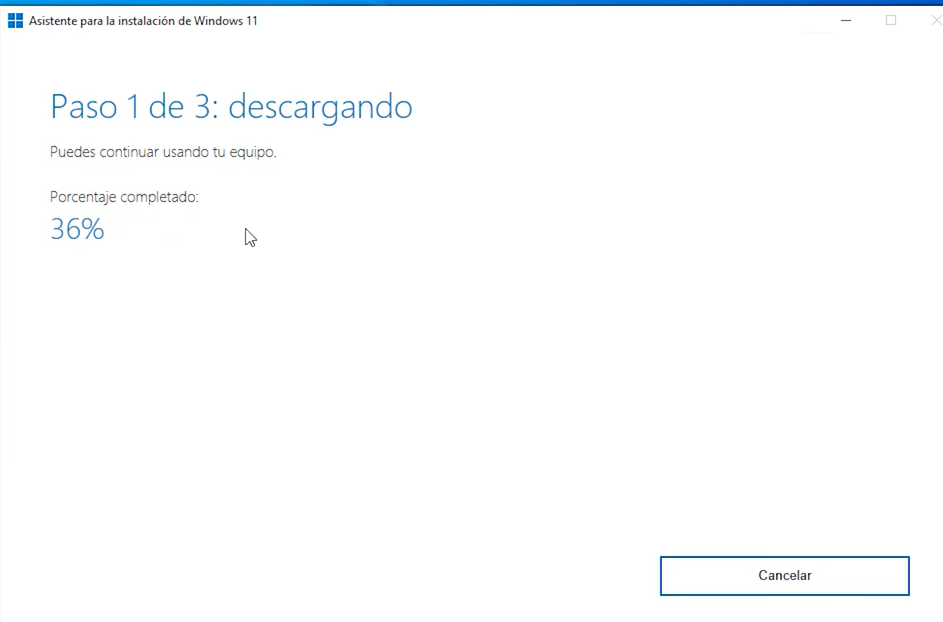 Asistente para la instalación de Windows 11
Paso 1 de 3: descargando
Puedes continuar usando tu equipo.
Porcentaje completado:
36%
Cancelar